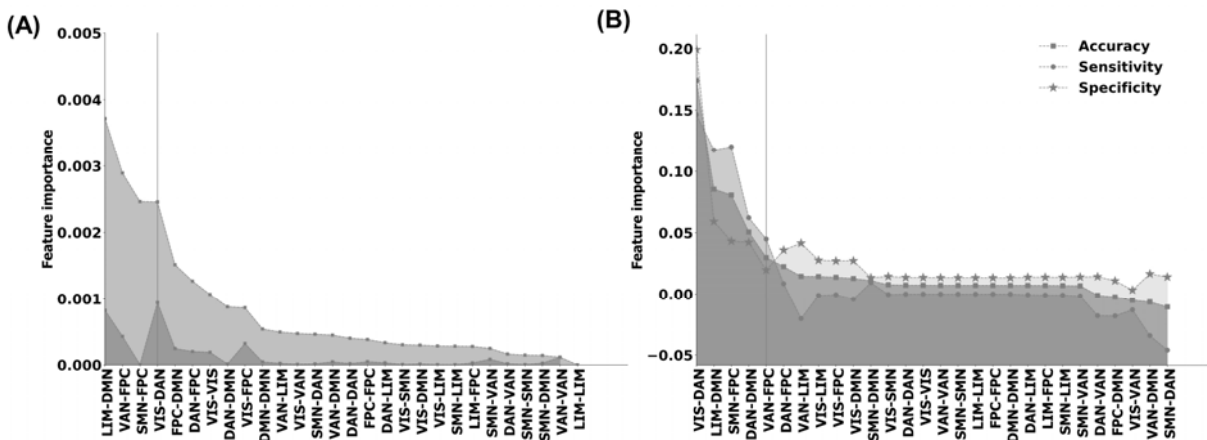 (A)
0.005
0.004
0.003
0.002
0.001
0.000
Feature importance
LIM-DMN
VAN-FPC
SMN-FPC
VIS-DAN
FPC-DMN
DAN-FPC
VIS-VIS
DAN-DMN
VIS-FPC
DMN-DMN
VAN-LIM
VIS-VAN
SMN-DAN
VAN-DMN
DAN-DAN
FPC-FPC
DAN-LIM
VIS-SMN
VIS-DMN
VIS-LIM
SMN-LIM
LIM-FPC
SMN-VAN
DAN-VAN
SMN-SMN
SMN-DMN
VAN-VAN
LIM-LIM
(B)
0.20
0.15
0.10
0.05
0.00
−0.05
Feature importance
Accuracy
Sensitivity
Specificity
VIS-DAN
LIM-DMN
SMN-FPC
DAN-DMN
VAN-FPC
DAN-FPC
VAN-LIM
VIS-LIM
VIS-FPC
VIS-DMN
SMN-DMN
VIS-SMN
DAN-DAN
VIS-VIS
VAN-VAN
SMN-SMN
LIM-LIM
FPC-FPC
DMN-DMN
DAN-LIM
LIM-FPC
SMN-LIM
SMN-VAN
DAN-VAN
FPC-DMN
VIS-VAN
VAN-DMN
SMN-DAN